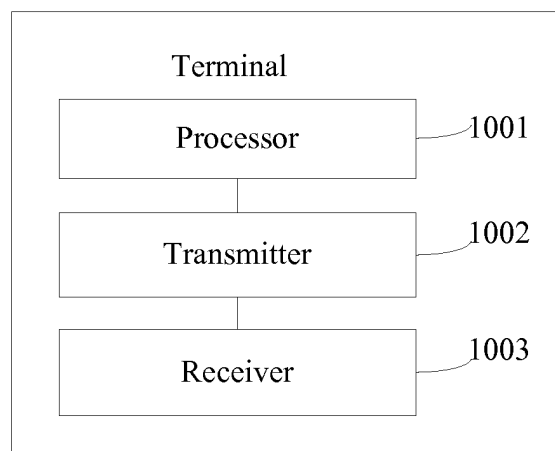 Terminal
Processor
1001
Transmitter
1002
Receiver
1003